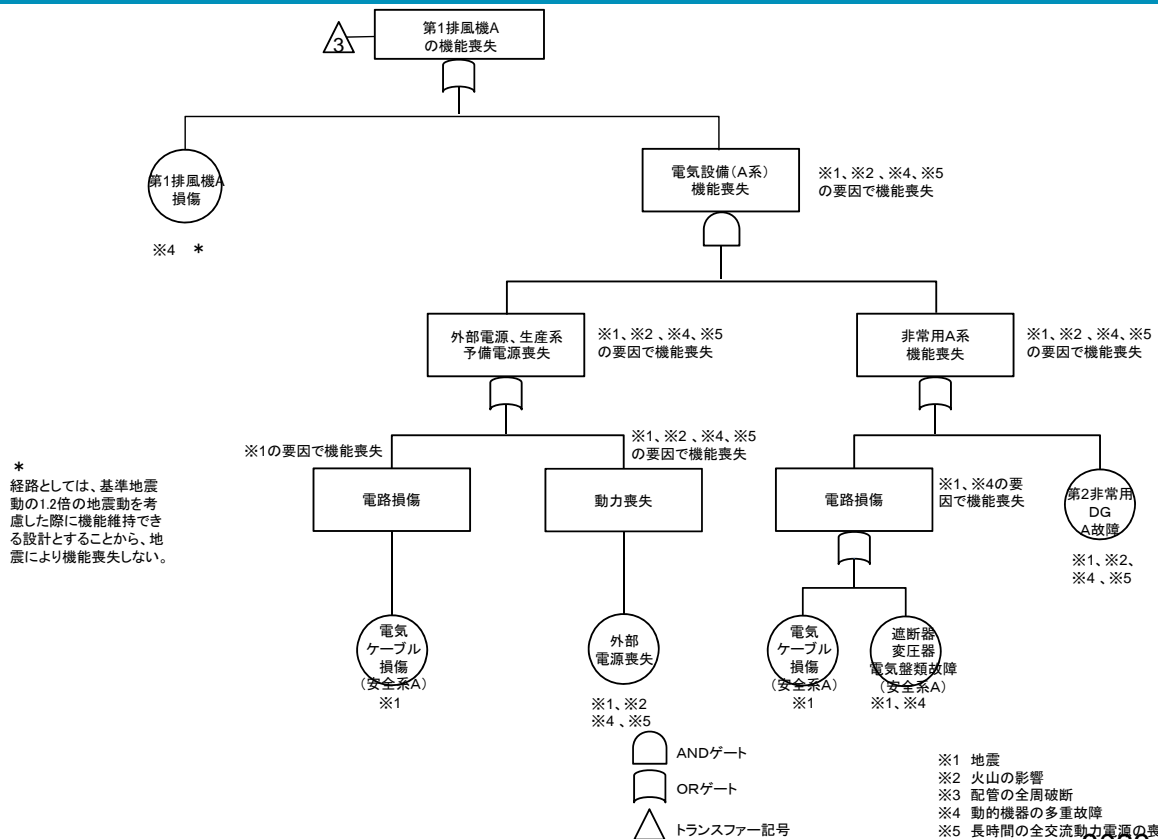 第1排風機A
の機能喪失
3
第1排風機A
損傷
※4 *
電気設備(A系)
機能喪失
※1、※2 、※4、※5
の要因で機能喪失
外部電源、生産系
予備電源喪失
※1、※2 、※4、※5
の要因で機能喪失
非常用A系
機能喪失
※1、※2 、※4、※5
の要因で機能喪失
※1の要因で機能喪失
※1、※2 、※4、※5
の要因で機能喪失
電路損傷
動力喪失
電路損傷
※1、※4の要
因で機能喪失
第2非常用
DG
A故障
※1、※2、
※4 、※5
*
経路としては、基準地震
動の1.2倍の地震動を考
慮した際に機能維持でき
る設計とすることから、地
震により機能喪失しない。
電気
ケーブル
損傷
(安全系A)
※1
外部
電源喪失
※1、※2
※4 、※5
電気
ケーブル
損傷
(安全系A)
※1
遮断器
変圧器
電気盤類故障
(安全系A)
※1、※4
ANDゲート
ORゲート
トランスファー記号
※1 地震
※2 火山の影響
※3 配管の全周破断
※4 動的機器の多重故障
※5 長時間の全交流動力電源の喪